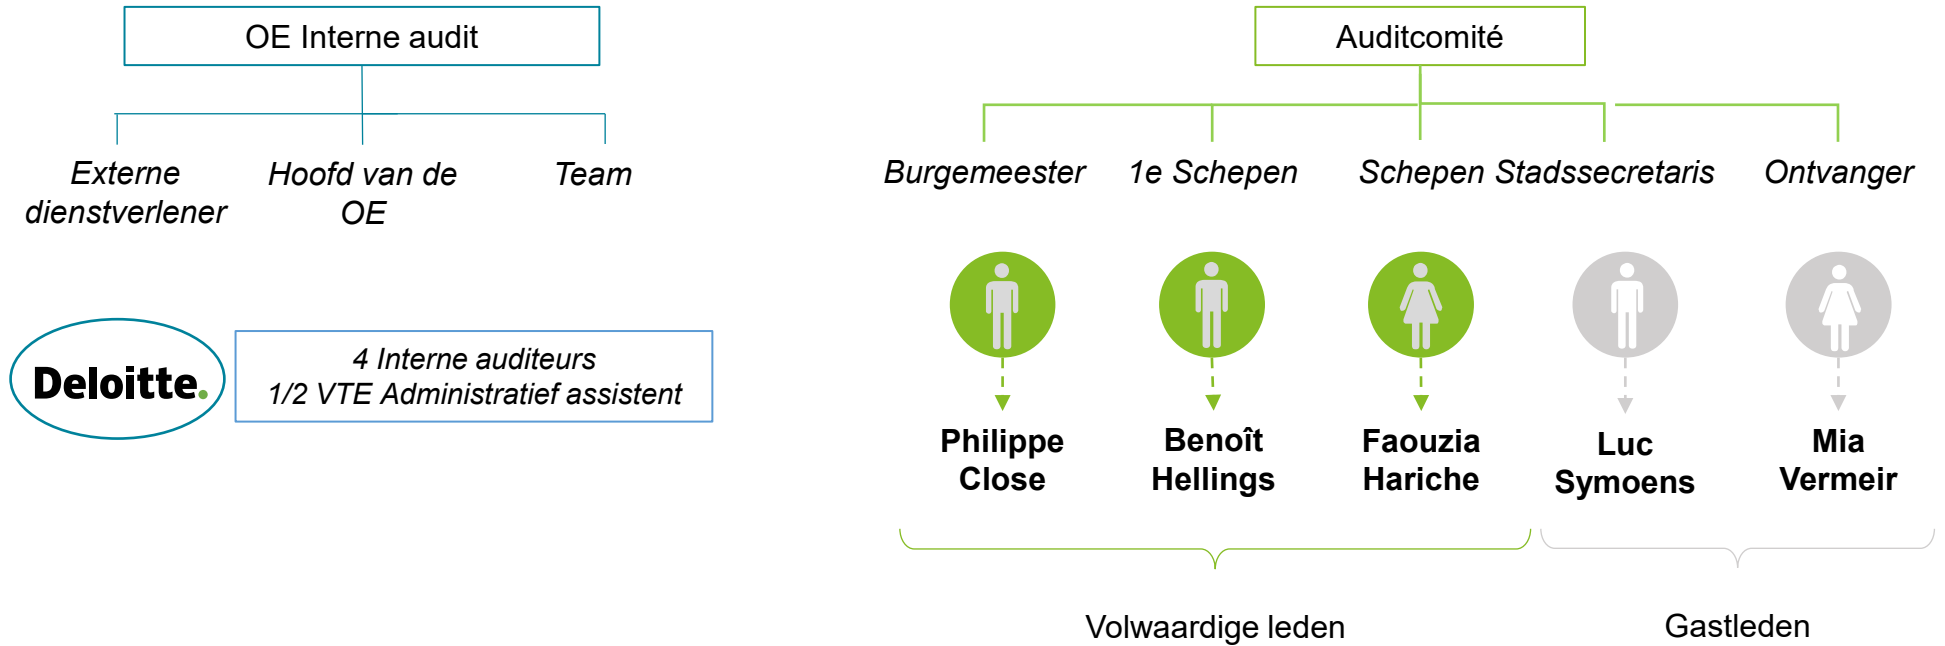 OE Interne audit
Externe
dienstverlener
Hoofd van de
OE
Team
Deloitte.
4 Interne auditeurs
1/2 VTE Administratief assistent
Auditcomité
Burgemeester
1e Schepen
Schepen
Stadssecretaris
Ontvanger
Philippe
Close
Benoît
Hellings
Faouzia
Hariche
Luc
Symoens
Mia
Vermeir
Volwaardige leden
Gastleden